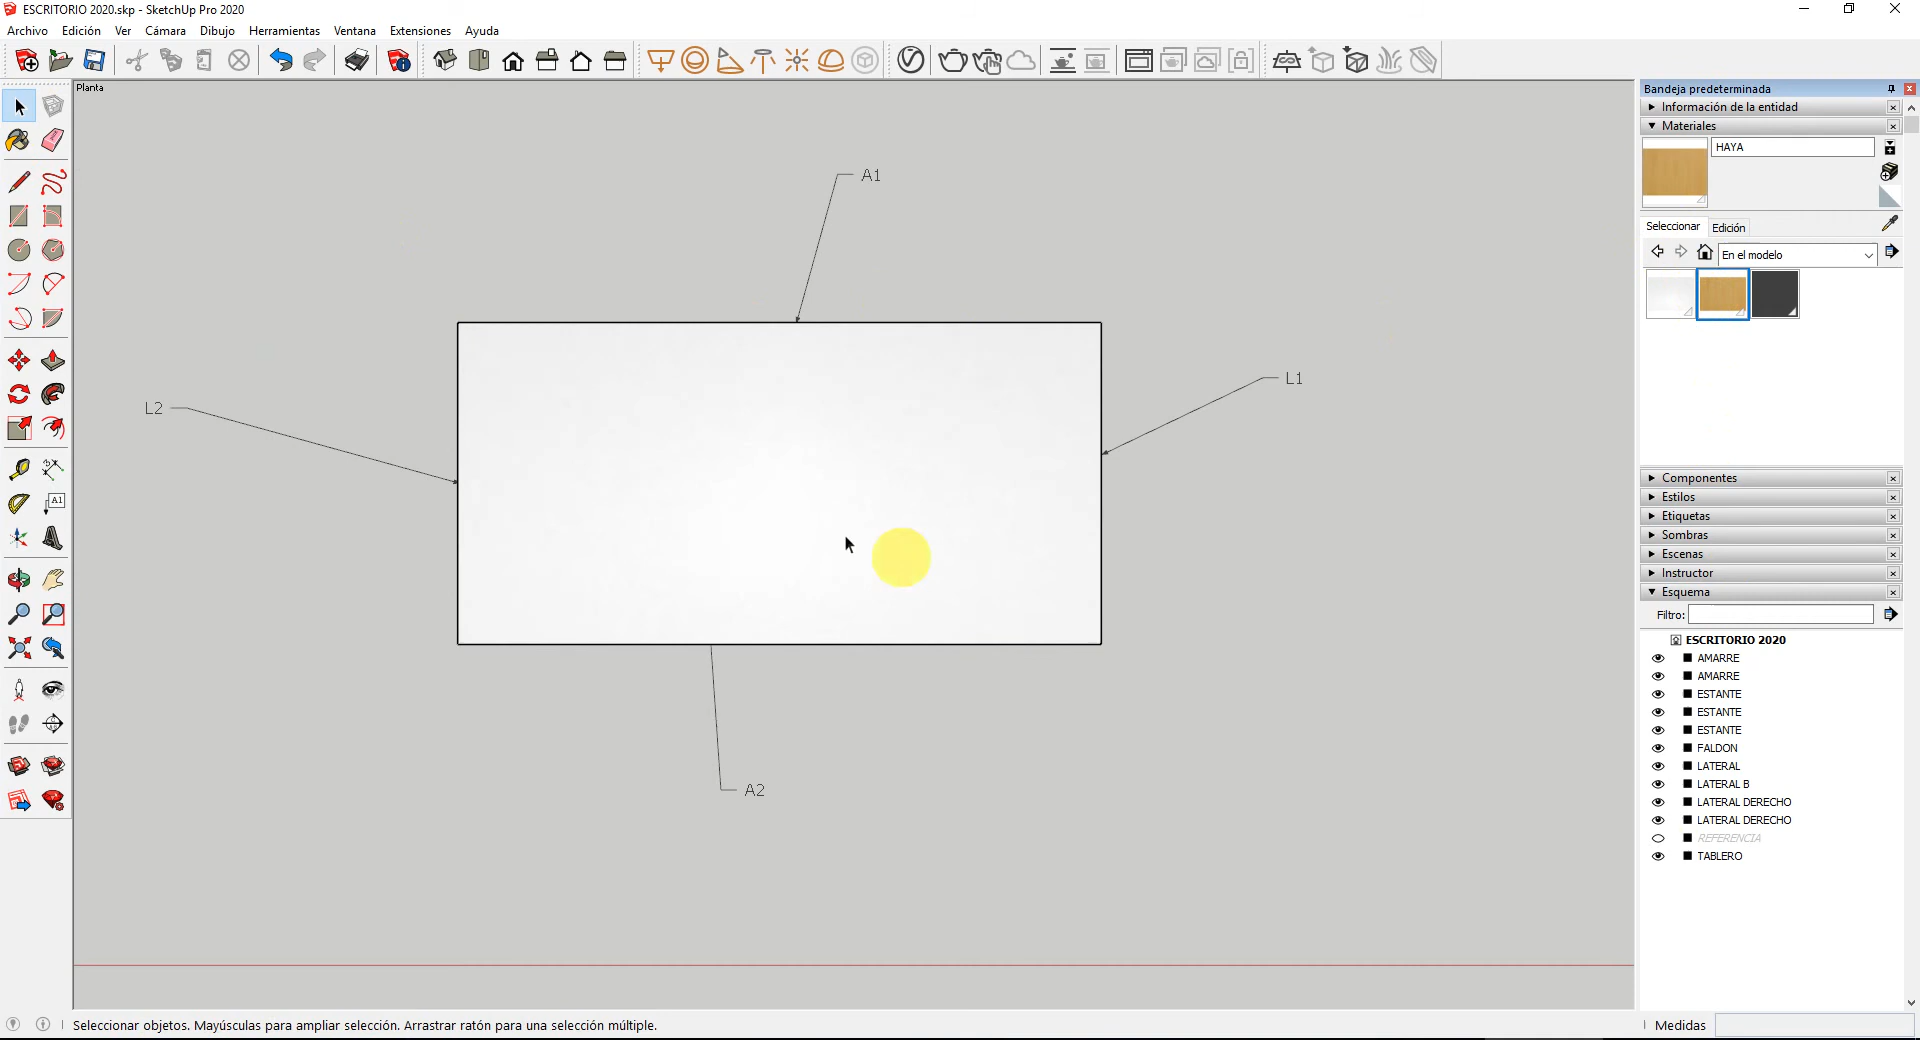 ESCRITORIO 2020.skp - SketchUp Pro 2020
Archivo Edición Ver Cámara Dibujo Herramientas Ventana Extensiones Ayuda
Planta
A1
L1
L2
A2
A1
Bandeja predeterminada
Información de la entidad
Materiales
HAYA
Seleccionar Edición
En el modelo
Componentes
Estilos
Etiquetas
Sombras
Escenas
Instructor
Esquema
Filtro:
ESCRITORIO 2020
AMARRE
AMARRE
ESTANTE
ESTANTE
ESTANTE
FALDON
LATERAL
LATERAL B
LATERAL DERECHO
LATERAL DERECHO
REFERENCIA
TABLERO
Seleccionar objetos. Mayúsculas para ampliar selección. Arrastrar ratón para una selección múltiple.
Medidas